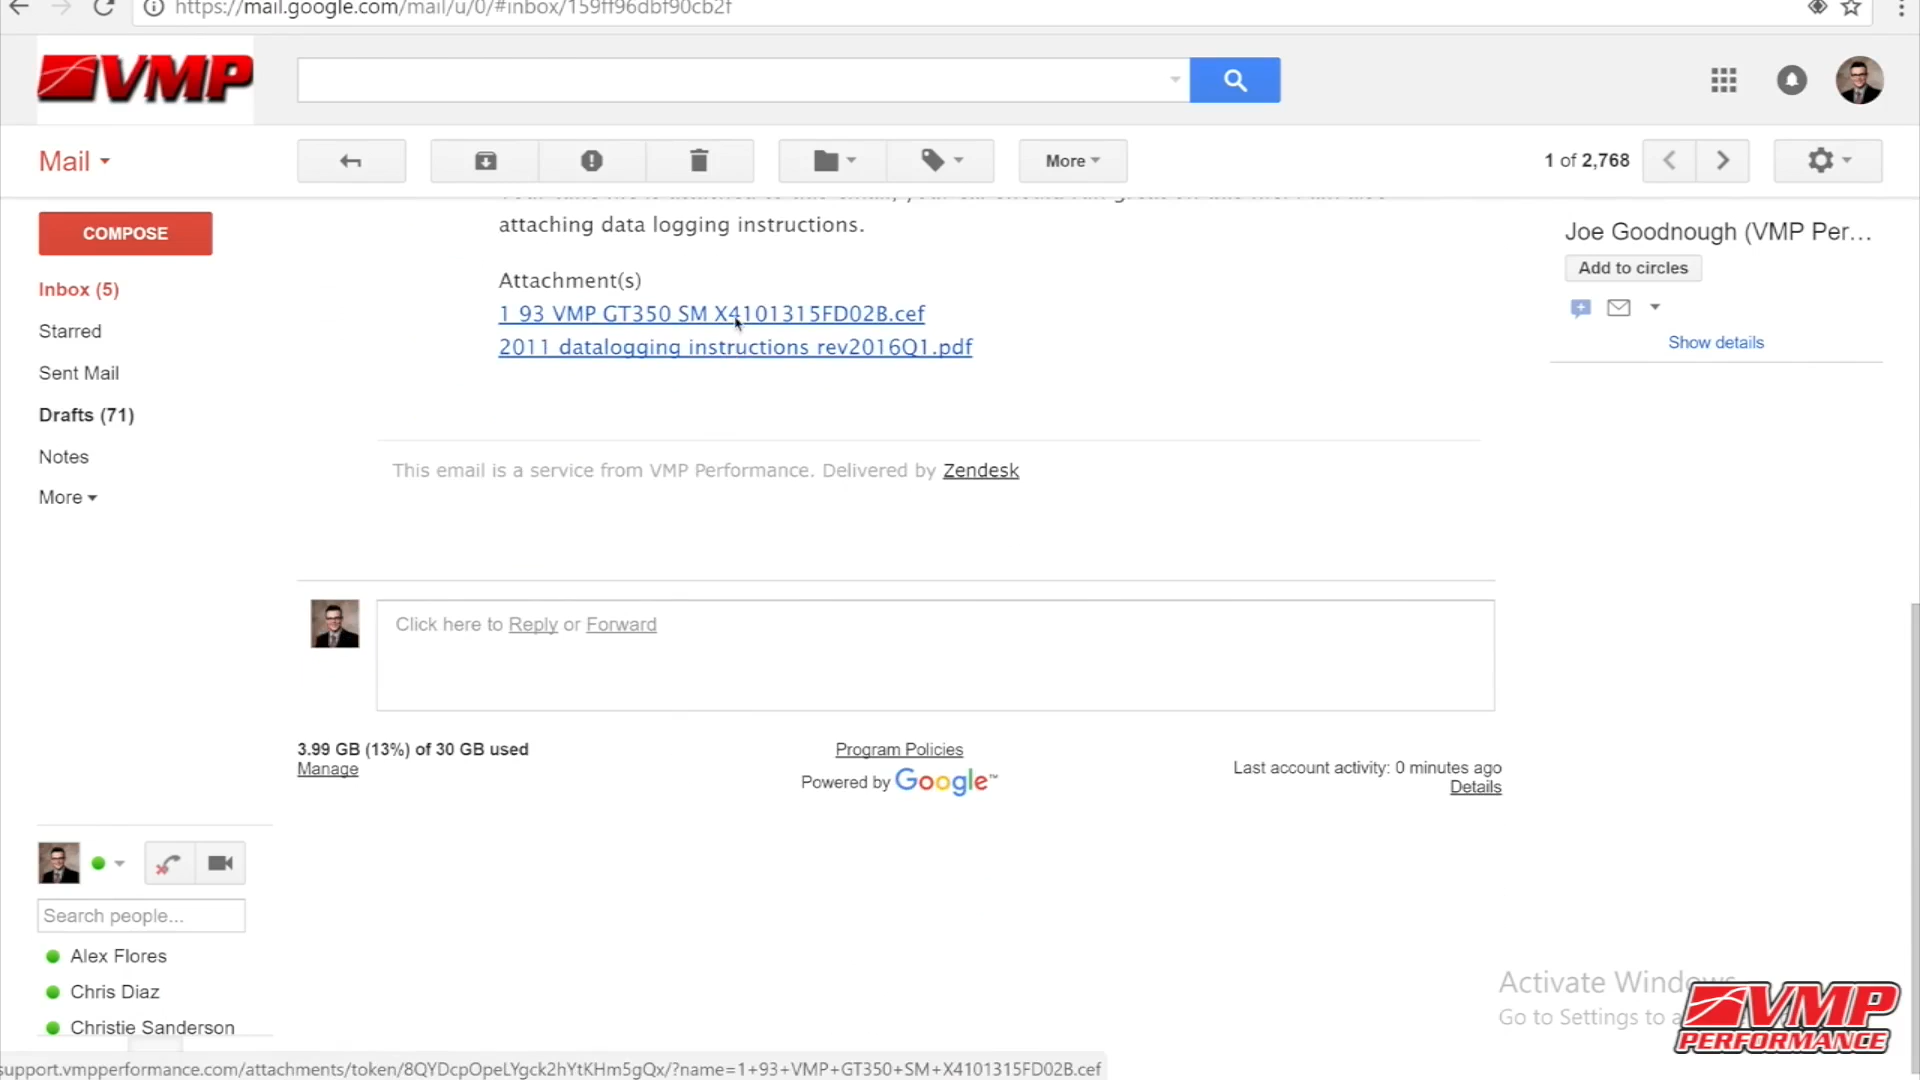 https://mail.google.com/mail/u/0/#inbox/159ff96dbf90cb2f
VMP
Mail
More
1 of 2,768
COMPOSE
Inbox (5)
Starred
Sent Mail
Drafts (71)
Notes
More
attaching data logging instructions.
Attachment(s)
1 93 VMP GT350 SM X4101315FD02B.cef
2011 datalogging instructions rev2016Q1.pdf
Joe Goodnough (VMP Per...
Add to circles
Show details
This email is a service from VMP Performance. Delivered by Zendesk
Click here to Reply or Forward
3.99 GB (13%) of 30 GB used
Manage
Program Policies
Powered by Google™
Last account activity: 0 minutes ago
Details
Search people...
Alex Flores
Chris Diaz
Christie Sanderson
Activate Windows
Go to Settings to a
VMP
PERFORMANCE
support.vmpperformance.com/attachments/token/8QYDcpOpeLYgck2hYtKHm5gQx/?name=1+93+VMP+GT350+SM+X4101315FD02B.cef